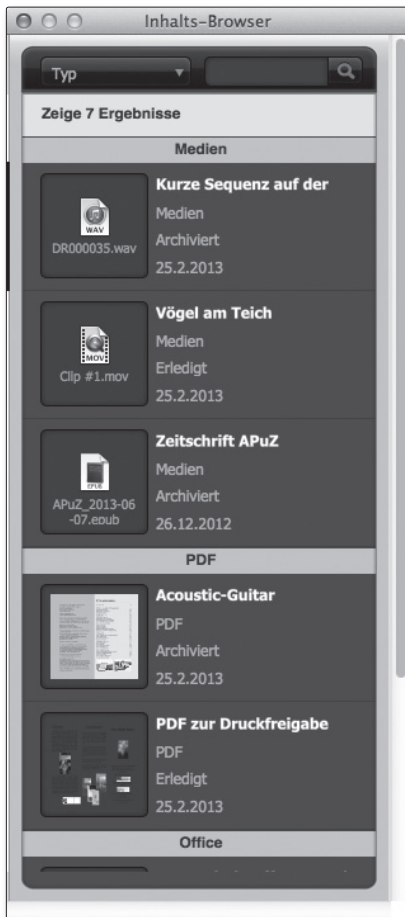 Inhalts-Browser
Typ
Zeige 7 Ergebnisse
Medien
Kurze Sequenz auf der
Medien
Archiviert
25.2.2013
WAV
DR000035.wav
Vögel am Teich
Medien
Erledigt
25.2.2013
MOV
Clip #1.mov
Zeitschrift APuZ
Medien
Archiviert
26.12.2012
EPUB
APuZ_2013-06
-07.epub
PDF
Acoustic-Guitar
PDF
Archiviert
25.2.2013
PDF zur Druckfreigabe
PDF
Erledigt
25.2.2013
Office